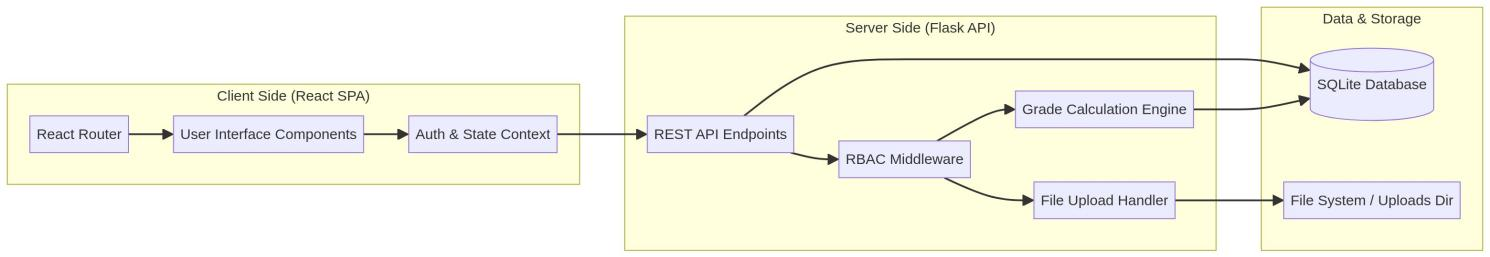 Client Side (React SPA)
React Router
User Interface Components
Auth & State Context
Server Side (Flask API)
REST API Endpoints
RBAC Middleware
Grade Calculation Engine
File Upload Handler
Data & Storage
SQLite Database
File System / Uploads Dir